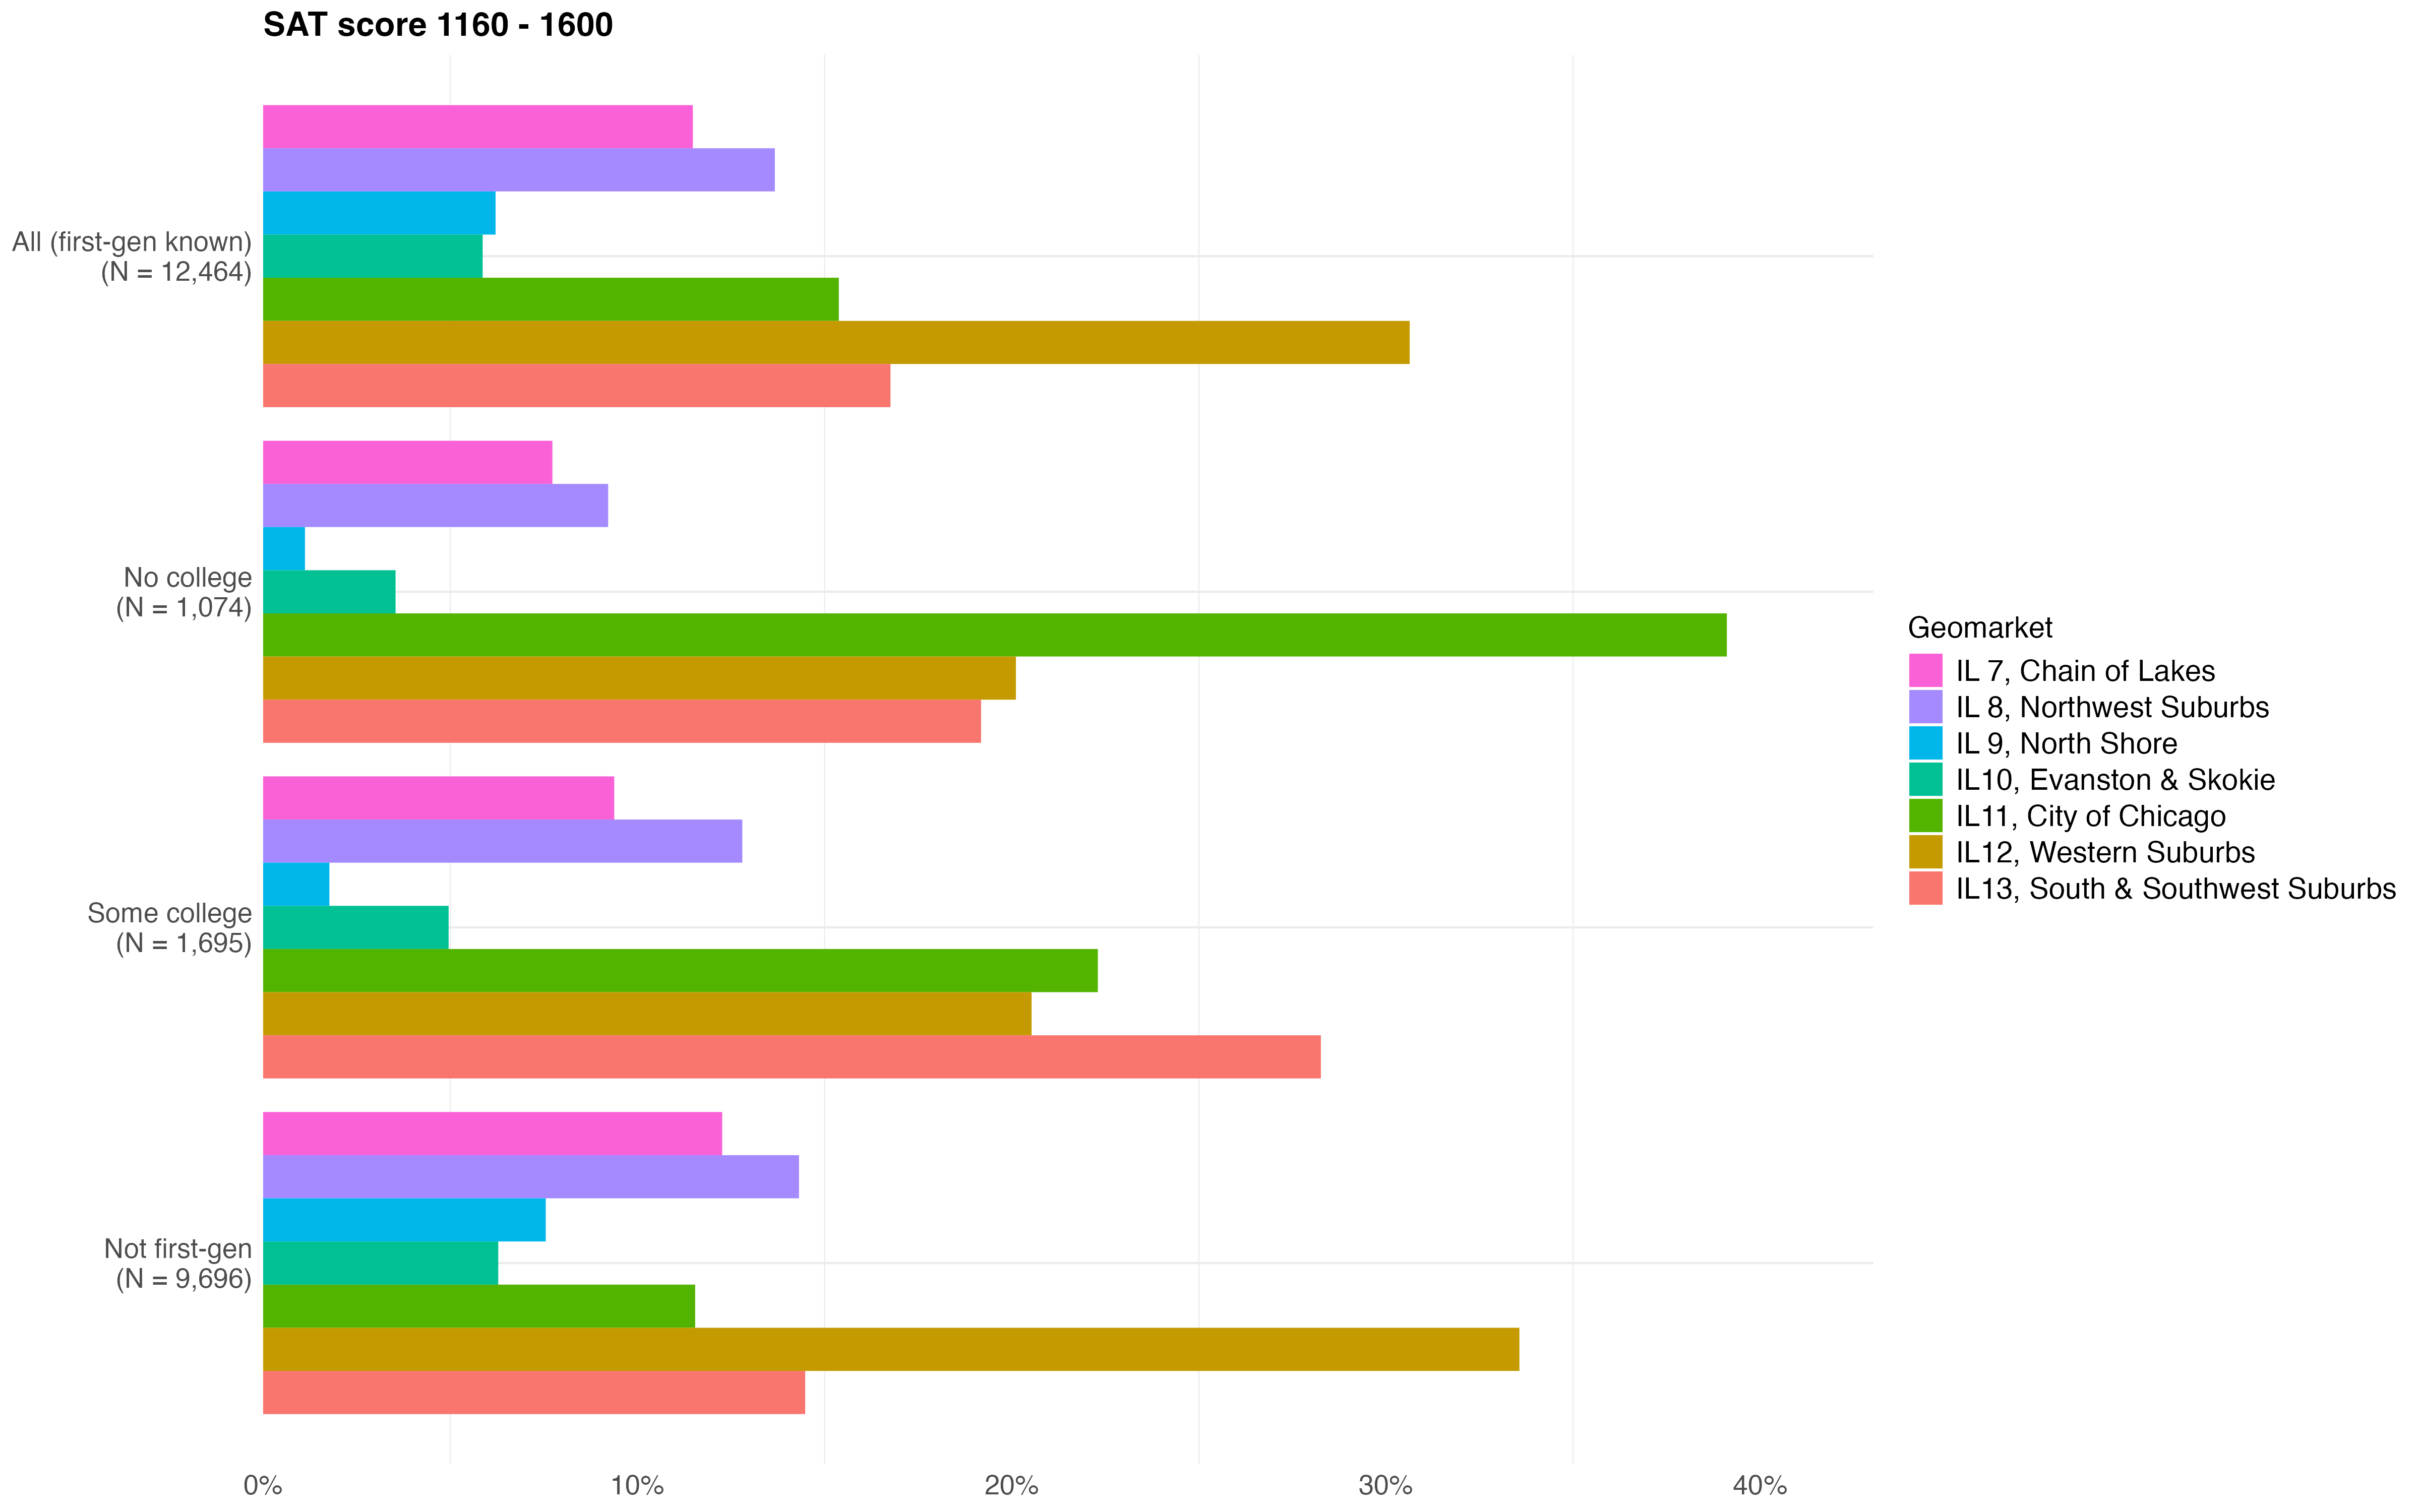 SAT score 1160 - 1600
All (first-gen known)
(N = 12,464)
No college
(N = 1,074)
Some college
(N = 1,695)
Not first-gen
(N = 9,696)
0%
10%
20%
30%
40%
Geomarket
IL 7, Chain of Lakes
IL 8, Northwest Suburbs
IL 9, North Shore
IL10, Evanston & Skokie
IL11, City of Chicago
IL12, Western Suburbs
IL13, South & Southwest Suburbs